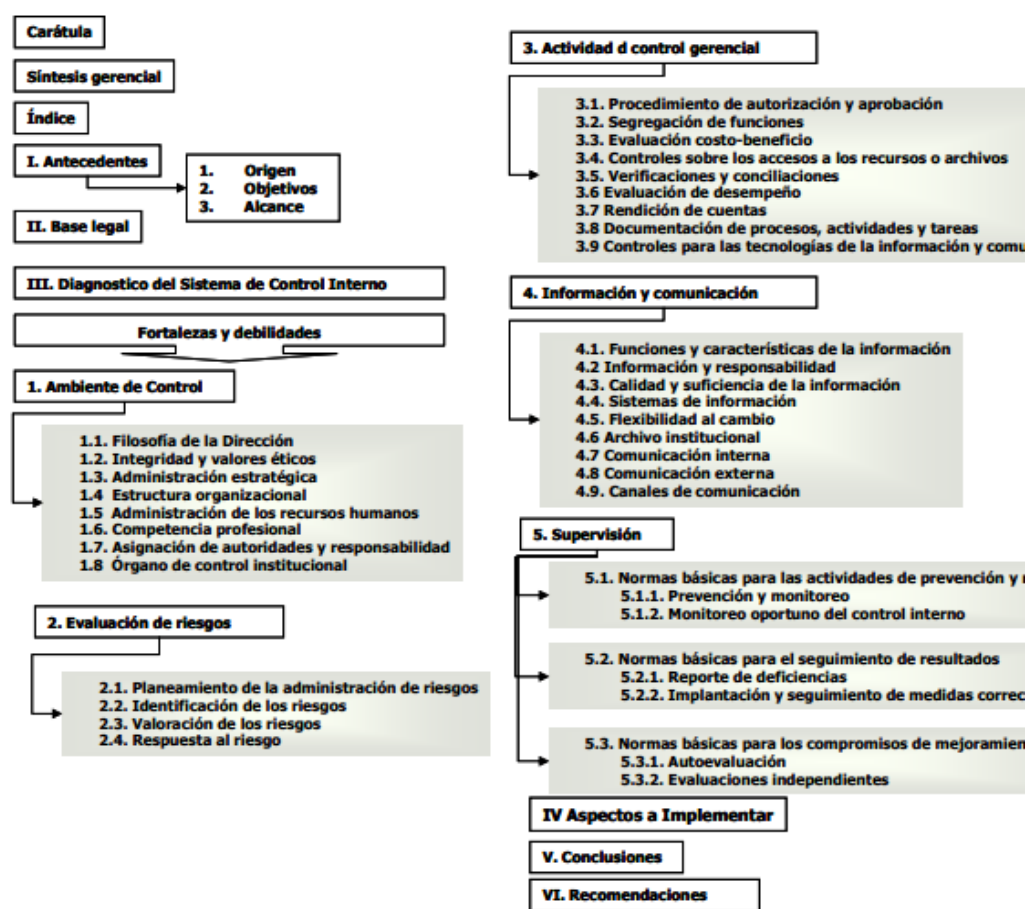 Carátula
Síntesis gerencial
Índice
I. Antecedentes
1. Origen
2. Objetivos
3. Alcance
II. Base legal
III. Diagnostico del Sistema de Control Interno
Fortalezas y debilidades
1. Ambiente de Control
1.1. Filosofía de la Dirección
1.2. Integridad y valores éticos
1.3. Administración estratégica
1.4 Estructura organizacional
1.5 Administración de los recursos humanos
1.6. Competencia profesional
1.7. Asignación de autoridades y responsabilidad
1.8 Órgano de control institucional
2. Evaluación de riesgos
2.1. Planeamiento de la administración de riesgos
2.2. Identificación de los riesgos
2.3. Valoración de los riesgos
2.4. Respuesta al riesgo
3. Actividad d control gerencial
3.1. Procedimiento de autorización y aprobación
3.2. Segregación de funciones
3.3. Evaluación costo-beneficio
3.4. Controles sobre los accesos a los recursos o archivos
3.5. Verificaciones y conciliaciones
3.6 Evaluación de desempeño
3.7 Rendición de cuentas
3.8 Documentación de procesos, actividades y tareas
3.9 Controles para las tecnologías de la información y comu
4. Información y comunicación
4.1. Funciones y características de la información
4.2 Información y responsabilidad
4.3. Calidad y suficiencia de la información
4.4. Sistemas de información
4.5. Flexibilidad al cambio
4.6 Archivo institucional
4.7 Comunicación interna
4.8 Comunicación externa
4.9. Canales de comunicación
5. Supervisión
5.1. Normas básicas para las actividades de prevención y
5.1.1. Prevención y monitoreo
5.1.2. Monitoreo oportuno del control interno
5.2. Normas básicas para el seguimiento de resultados
5.2.1. Reporte de deficiencias
5.2.2. Implantación y seguimiento de medidas correc
5.3. Normas básicas para los compromisos de mejoramien
5.3.1. Autoevaluación
5.3.2. Evaluaciones independientes
IV Aspectos a Implementar
V. Conclusiones
VI. Recomendaciones